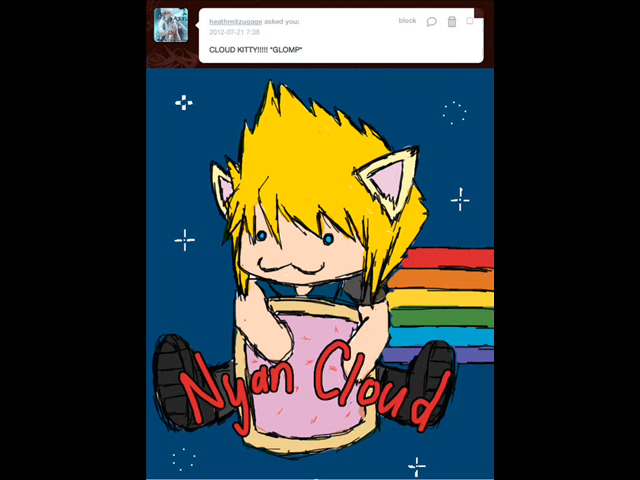 heathmitzugage asked you:
block
2012-07-21 7:38
CLOUD KITTY!!!!! *GLOMP*
Nyan Cloud